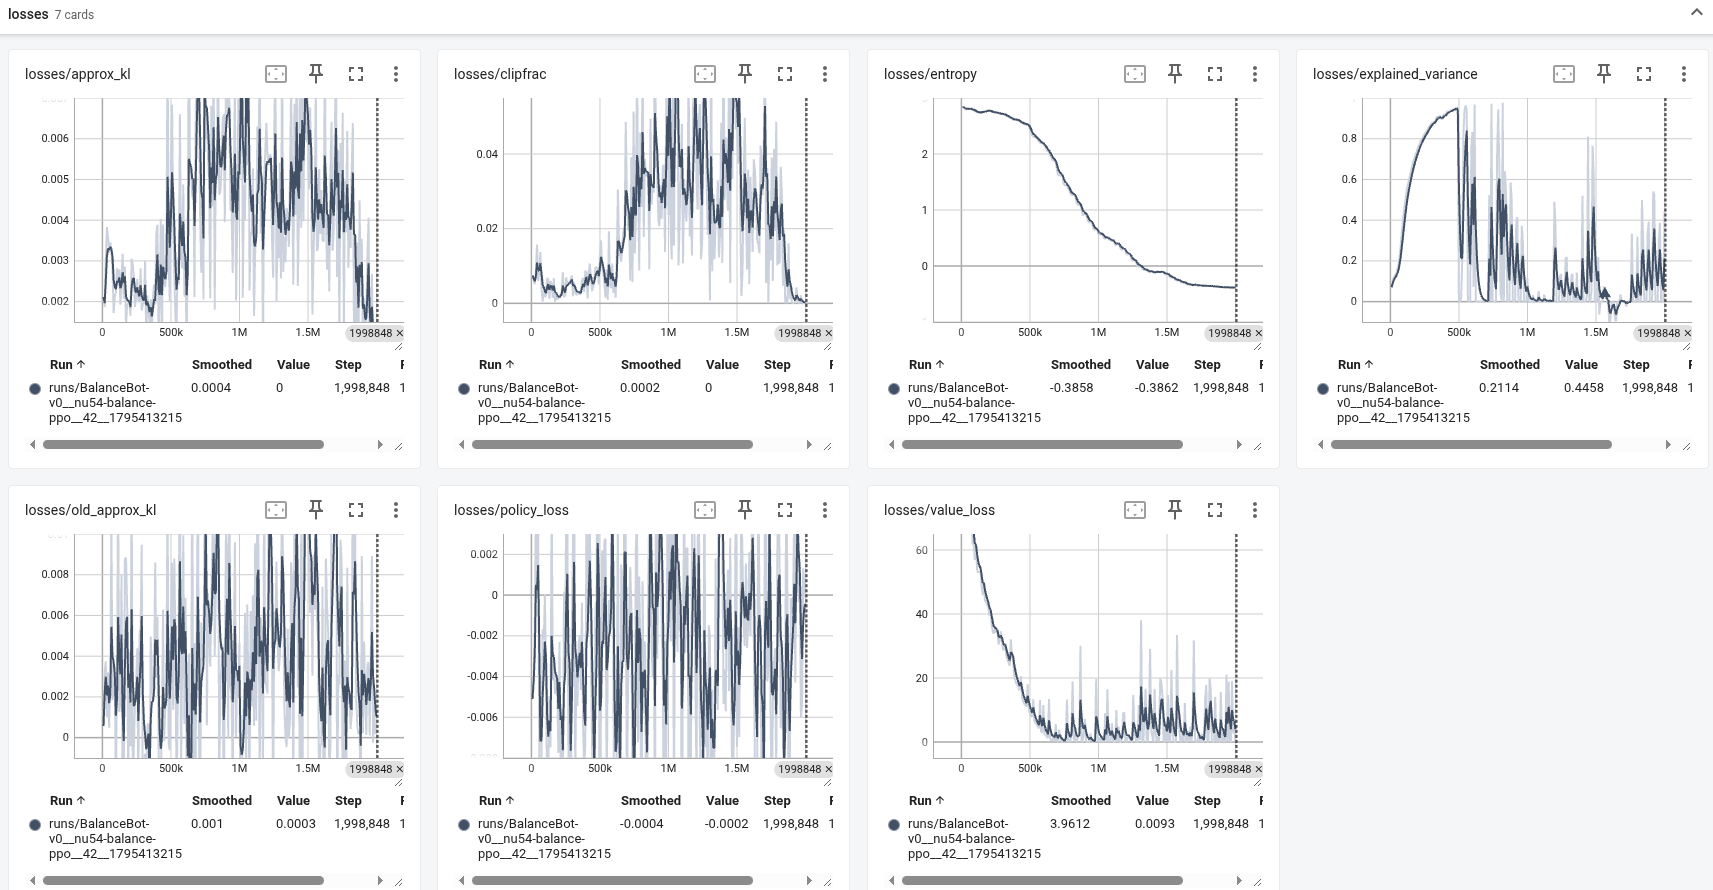 losses 7 cards
losses/approx_kl
0.006
0.005
0.004
0.003
0.002
0 500k 1M 1.5M 1998848 ×
Run ↑ Smoothed Value Step
runs/BalanceBot- 0.0004 0 1,998,848 1
v0__nu54-balance-
ppo__42__1795413215
losses/clipfrac
0.04
0.02
0
0 500k 1M 1.5M 1998848 ×
Run ↑ Smoothed Value Step
runs/BalanceBot- 0.0002 0 1,998,848 1
v0__nu54-balance-
ppo__42__1795413215
losses/entropy
2
1
0
0 500k 1M 1.5M 1998848 ×
Run ↑ Smoothed Value Step
runs/BalanceBot- -0.3858 -0.3862 1,998,848 1
v0__nu54-balance-
ppo__42__1795413215
losses/explained_variance
0.8
0.6
0.4
0.2
0
0 500k 1M 1.5M 1998848 ×
Run ↑ Smoothed Value Step
runs/BalanceBot- 0.2114 0.4458 1,998,848 1
v0__nu54-balance-
ppo__42__1795413215
losses/old_approx_kl
0.008
0.006
0.004
0.002
0
0 500k 1M 1.5M 1998848 ×
Run ↑ Smoothed Value Step
runs/BalanceBot- 0.001 0.0003 1,998,848 1
v0__nu54-balance-
ppo__42__1795413215
losses/policy_loss
0.002
0
-0.002
-0.004
-0.006
0 500k 1M 1.5M 1998848 ×
Run ↑ Smoothed Value Step
runs/BalanceBot- -0.0004 -0.0002 1,998,848 1
v0__nu54-balance-
ppo__42__1795413215
losses/value_loss
60
40
20
0
0 500k 1M 1.5M 1998848 ×
Run ↑ Smoothed Value Step
runs/BalanceBot- 3.9612 0.0093 1,998,848 1
v0__nu54-balance-
ppo__42__1795413215